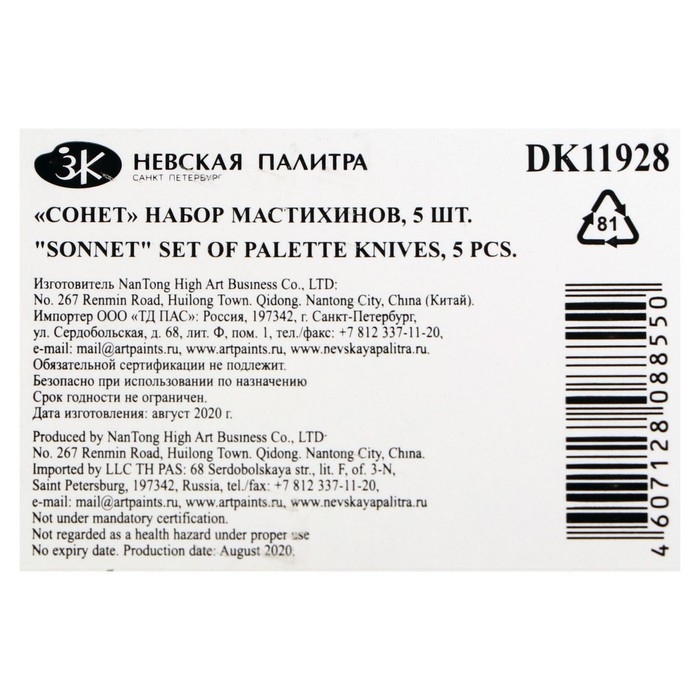 ЗК НЕВСКАЯ ПАЛИТРА
САНКТ ПЕТЕРБУРГ
DK11928
81
«СОНЕТ» НАБОР МАСТИХИНОВ, 5 ШТ.
"SONNET" SET OF PALETTE KNIVES, 5 PCS.
Изготовитель NanTong High Art Business Co., LTD:
No. 267 Renmin Road, Huilong Town. Qidong. Nantong City, China (Китай).
Импортер ООО «ТД ПАС»: Россия, 197342, г. Санкт-Петербург,
ул. Сердобольская, д. 68, лит. Ф, пом. 1, тел./факс: +7 812 337-11-20,
e-mail: mail@artpaints.ru, www.artpaints.ru, www.nevskayapalitra.ru.
Обязательной сертификации не подлежит.
Безопасно при использовании по назначению
Срок годности не ограничен.
Дата изготовления: август 2020 г.
Produced by NanTong High Art Business Co., LTD
No. 267 Renmin Road, Huilong Town. Qidong. Nantong City, China.
Imported by LLC TH PAS: 68 Serdobolskaya str., lit. F, of. 3-N,
Saint Petersburg, 197342, Russia, tel./fax: +7 812 337-11-20,
e-mail: mail@artpaints.ru, www.artpaints.ru, www.nevskayapalitra.ru
Not under mandatory certification.
Not regarded as a health hazard under proper use
No expiry date. Production date: August 2020.
4 607128 088550